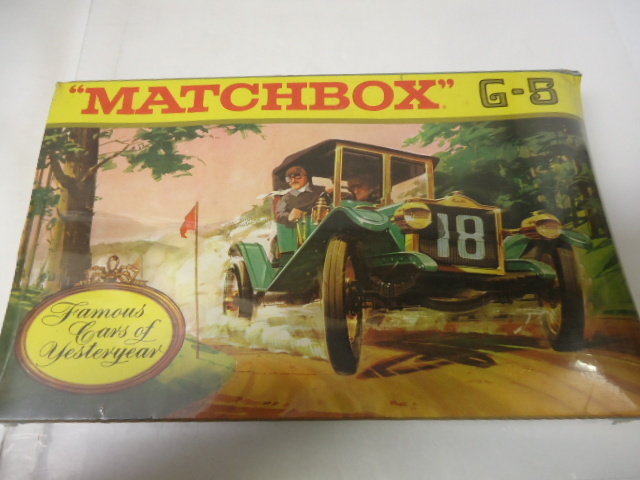 "MATCHBOX" G-5
18
Famous
Cars of
Yesteryear